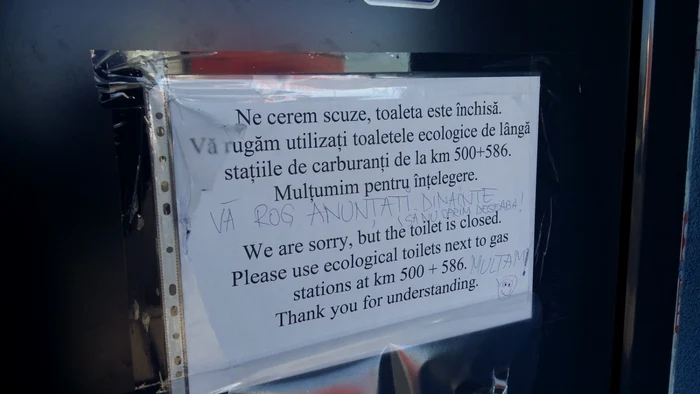 Ne cerem scuze, toaleta este închisă.
Vă rugăm utilizați toaletele ecologice de lângă
stațiile de carburanți de la km 500+586.
Mulțumim pentru înțelegere.
VĂ ROG ANUNȚAȚI DINAINTE
SĂ NU CĂRĂM DEGEABA!
We are sorry, but the toilet is closed.
Please use ecological toilets next to gas
stations at km 500 + 586. MULȚAM!
Thank you for understanding.